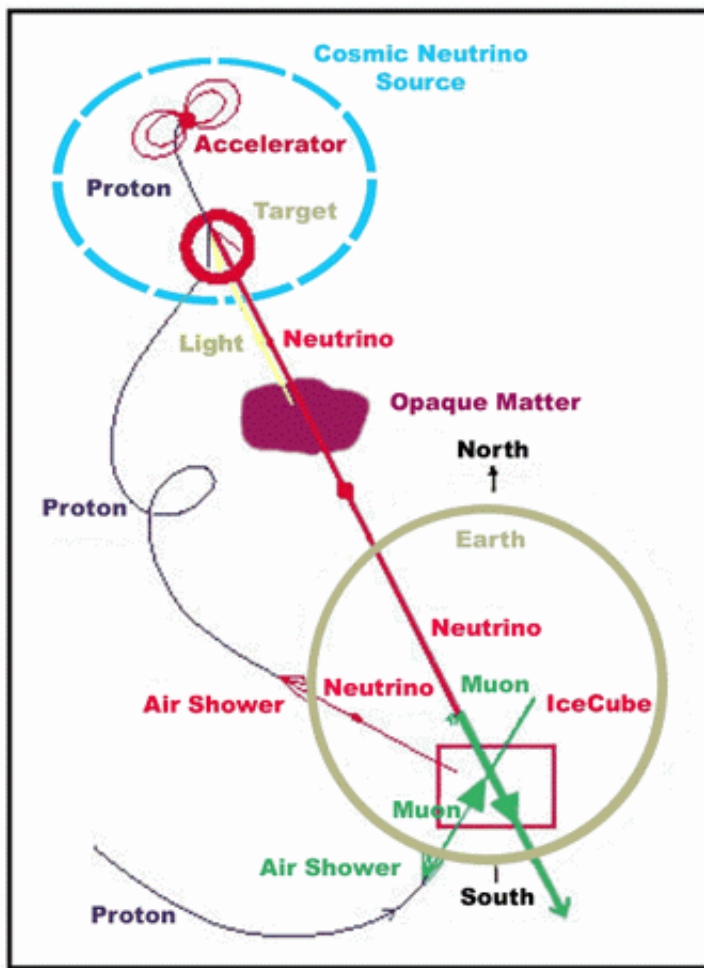 Cosmic Neutrino
Source
Accelerator
Proton
Target
Light
Neutrino
Opaque Matter
North
Proton
Earth
Neutrino
Neutrino
Muon
Air Shower
IceCube
Muon
Air Shower
South
Proton